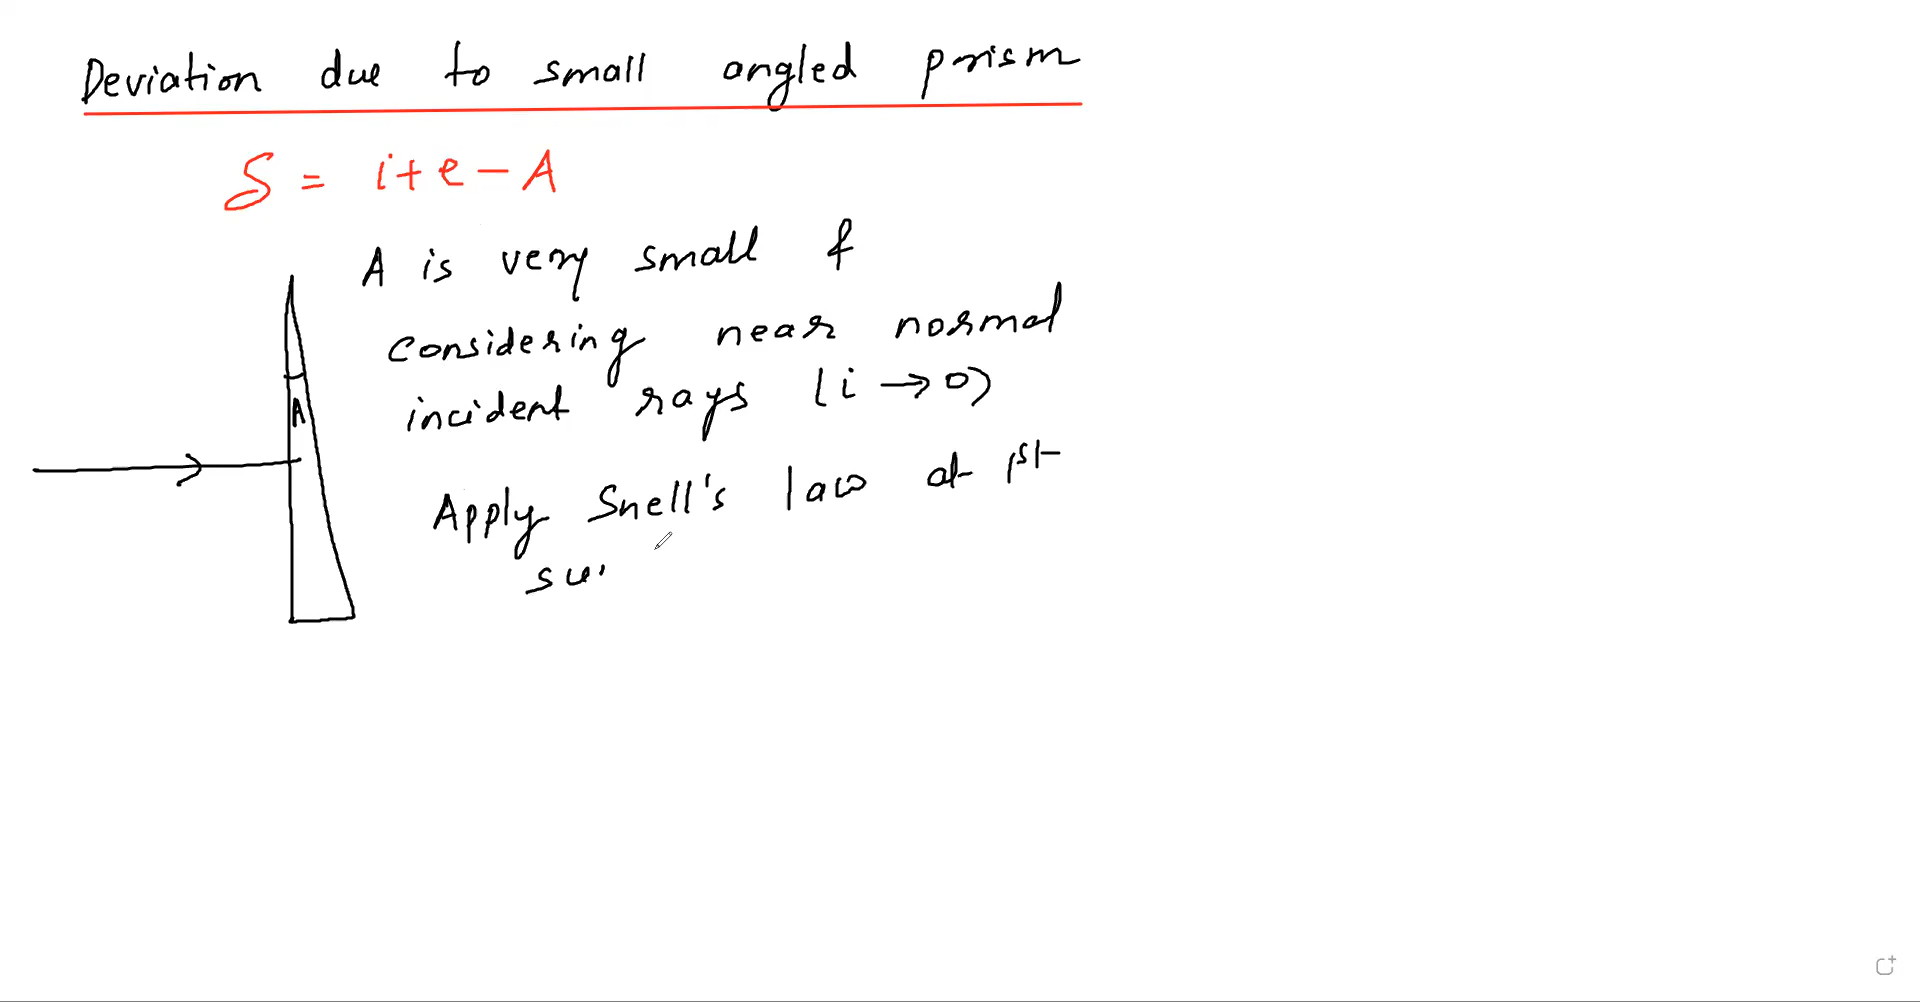 Deviation due to small angled prism
δ = i+e-A
A is very small &
considering near normal
incident rays (i → 0)
A
Apply Snell's law at 1st